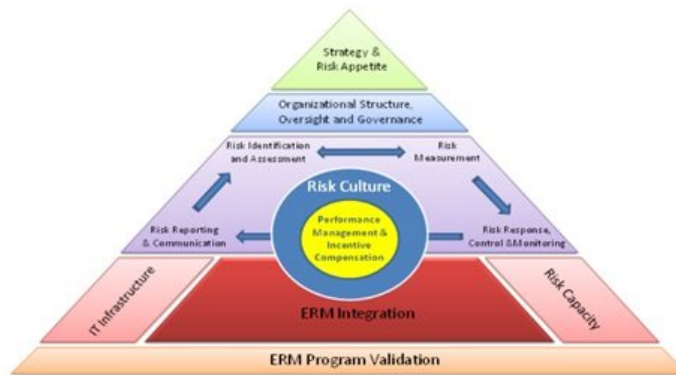 Strategy &
Risk Appetite
Organizational Structure,
Oversight and Governance
Risk Identification
and Assessment
Risk
Measurement
Risk Culture
Performance
Management &
Incentive
Compensation
Risk Reporting
& Communication
Risk Response,
Control &Monitoring
IT Infrastructure
ERM Integration
Risk Capacity
ERM Program Validation